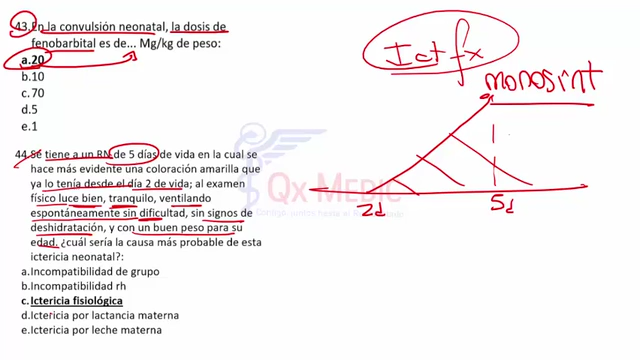 43. En la convulsión neonatal, la dosis de
fenobarbital es de... Mg/kg de peso:
a.20
b.10
c.70
d.5
e.1
44. Se tiene a un RN de 5 días de vida en la cual se
hace más evidente una coloración amarilla que
ya lo tenía desde el día 2 de vida; al examen
físico luce bien, tranquilo, ventilando
espontáneamente sin dificultad, sin signos de
deshidratación, y con un buen peso para su
edad. ¿cuál sería la causa más probable de esta
ictericia neonatal?:
a.Incompatibilidad de grupo
b.Incompatibilidad rh
c.Ictericia fisiológica
d.Ictericia por lactancia materna
e.Ictericia por leche materna
Ict fx
monosint
2d
5d
Qx MEDIC